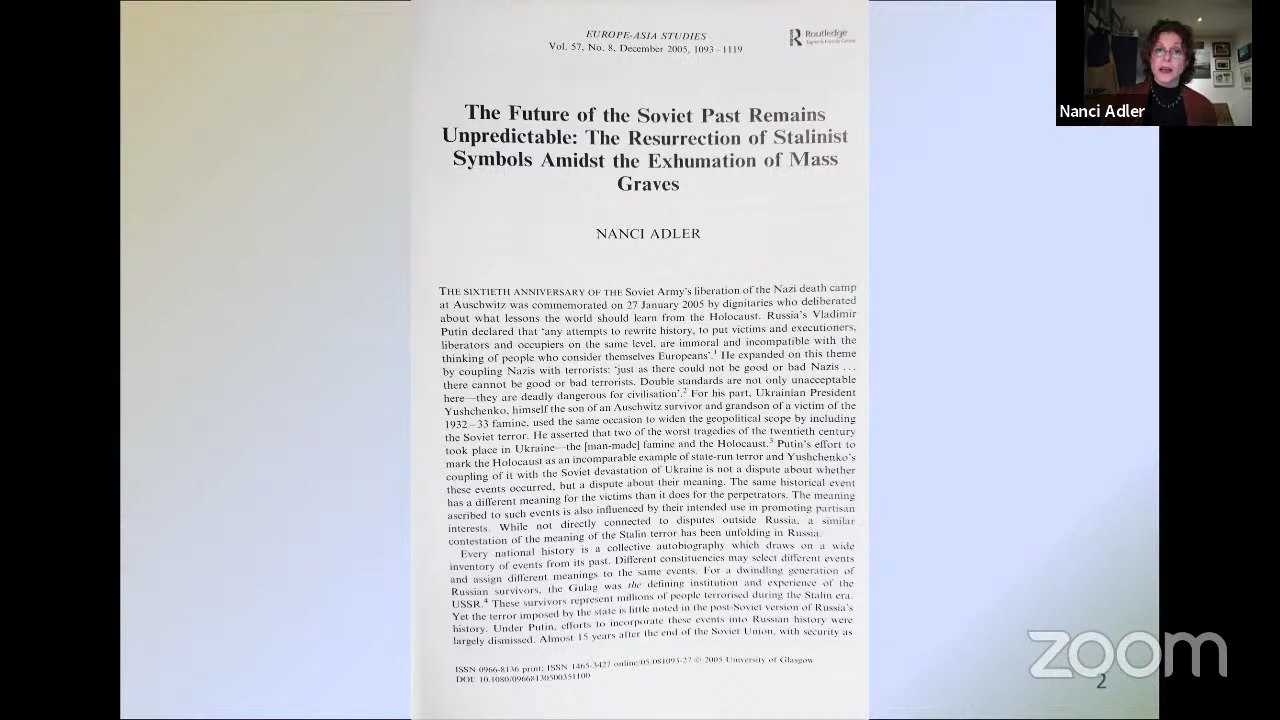 EUROPE-ASIA STUDIES
Vol. 57, No. 8, December 2005, 1093–1119
Routledge
Taylor & Francis Group
Nanci Adler
The Future of the Soviet Past Remains
Unpredictable: The Resurrection of Stalinist
Symbols Amidst the Exhumation of Mass
Graves
NANCI ADLER
THE SIXTIETH ANNIVERSARY OF THE Soviet Army's liberation of the Nazi death camp
at Auschwitz was commemorated on 27 January 2005 by dignitaries who deliberated
about what lessons the world should learn from the Holocaust. Russia's Vladimir
Putin declared that 'any attempts to rewrite history, to put victims and executioners,
liberators and occupiers on the same level, are immoral and incompatible with the
thinking of people who consider themselves Europeans'.1 He expanded on this theme
by coupling Nazis with terrorists: 'just as there could not be good or bad Nazis ...
there cannot be good or bad terrorists. Double standards are not only unacceptable
here—they are deadly dangerous for civilisation'.2 For his part, Ukrainian President
Yushchenko, himself the son of an Auschwitz survivor and grandson of a victim of the
1932–33 famine, used the same occasion to widen the geopolitical scope by including
the Soviet terror. He asserted that two of the worst tragedies of the twentieth century
took place in Ukraine—the [man-made] famine and the Holocaust.3 Putin's effort to
mark the Holocaust as an incomparable example of state-run terror and Yushchenko's
coupling of it with the Soviet devastation of Ukraine is not a dispute about whether
these events occurred, but a dispute about their meaning. The same historical event
has a different meaning for the victims than it does for the perpetrators. The meaning
ascribed to such events is also influenced by their intended use in promoting partisan
interests. While not directly connected to disputes outside Russia, a similar
contestation of the meaning of the Stalin terror has been unfolding in Russia.
Every national history is a collective autobiography which draws on a wide
inventory of events from its past. Different constituencies may select different events
and assign different meanings to the same events. For a dwindling generation of
Russian survivors, the Gulag was the defining institution and experience of the
USSR.4 These survivors represent millions of people terrorised during the Stalin era.
Yet the terror imposed by the state is little noted in the post-Soviet version of Russia's
history. Under Putin, efforts to incorporate these events into Russian history were
largely dismissed. Almost 15 years after the end of the Soviet Union, with security as
ISSN 0966-8136 print; ISSN 1465-3427 online/05/081093-27 © 2005 University of Glasgow
DOI: 10.1080/09668130500351100
zoom
2